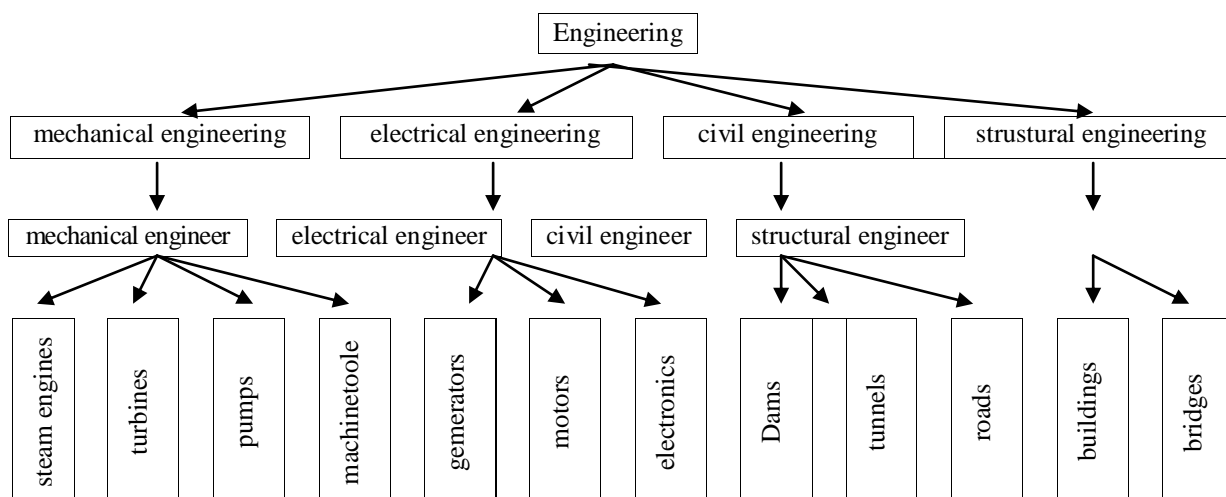 Engineering
mechanical engineering
electrical engineering
civil engineering
strustural engineering
mechanical engineer
electrical engineer
civil engineer
structural engineer
steam engines
turbines
pumps
machinetoole
gemerators
motors
electronics
Dams
tunnels
roads
buildings
bridges